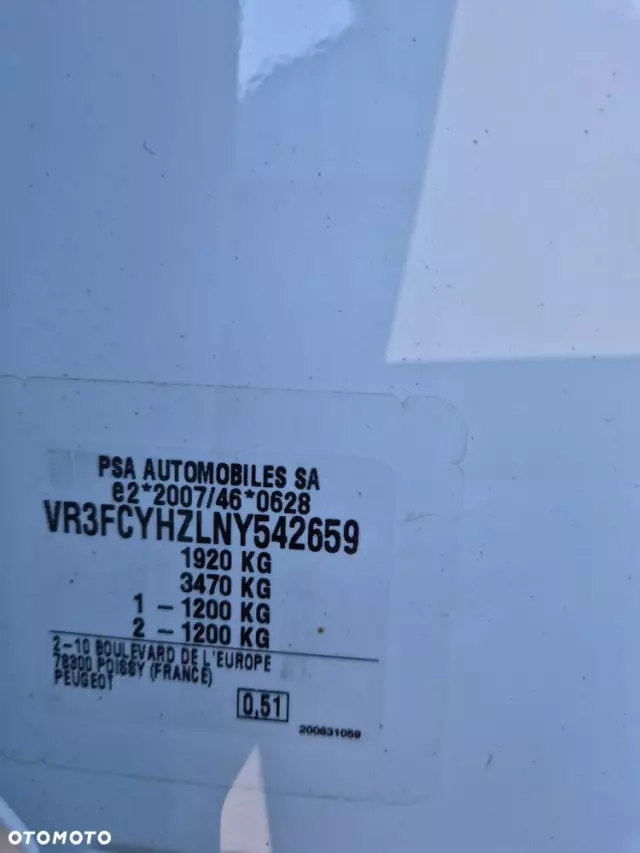 PSA AUTOMOBILES SA
e2*2007/46*0628
VR3FCYHZLNY542659
1920 KG
3470 KG
1 - 1200 KG
2 - 1200 KG
2-10 BOULEVARD DE L'EUROPE
78300 POISSY (FRANCE)
PEUGEOT
0,51
200631059
OTOMOTO